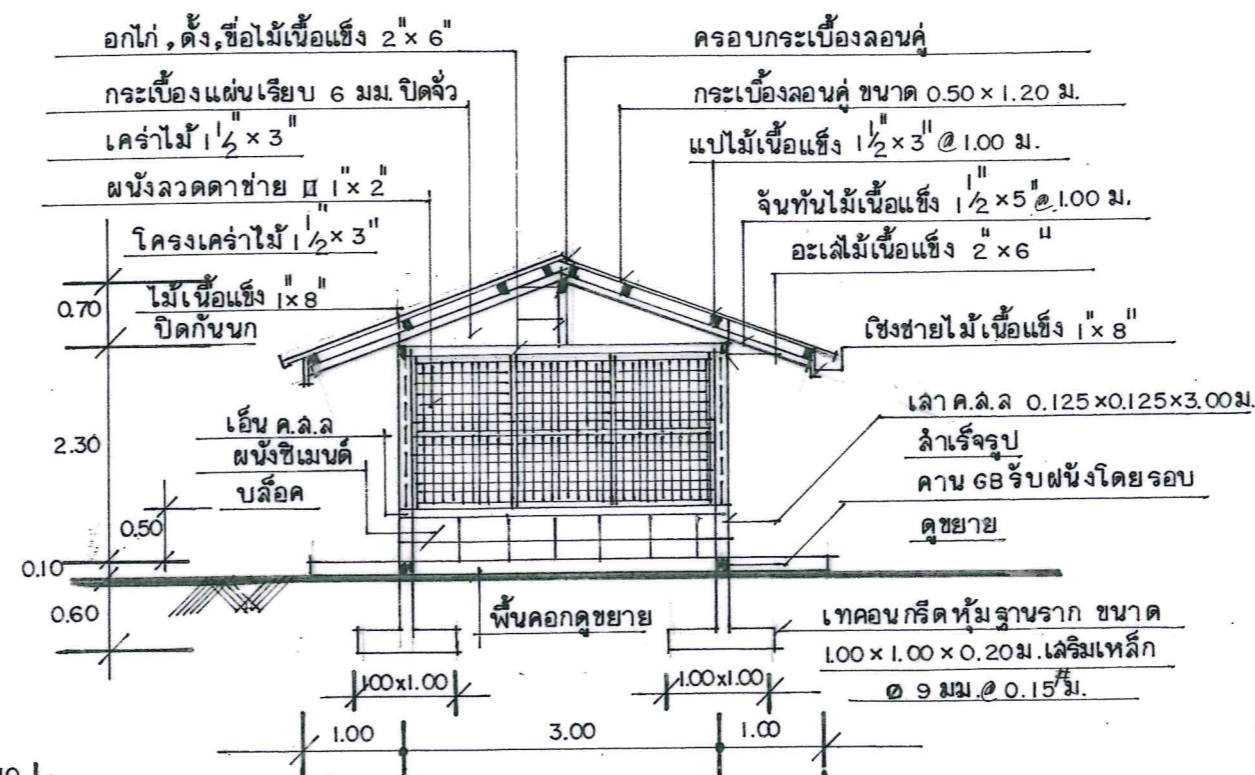 อกไก่ , ดั้ง, ขื่อไม้เนื้อแข็ง 2" x 6"
กระเบื้องแผ่นเรียบ 6 มม. ปิดจั่ว
เคร่าไม้ 1 1/2" x 3"
ผนังลวดตาข่าย 1" x 2"
โครงเคร่าไม้ 1 1/2" x 3"
ไม้เนื้อแข็ง 1" x 8"
ปิดกันนก
ครอบกระเบื้องลอนคู่
กระเบื้องลอนคู่ ขนาด 0.50 x 1.20 ม.
แปไม้เนื้อแข็ง 1 1/2" x 3" @ 1.00 ม.
จันทันไม้เนื้อแข็ง 1 1/2" x 5" @ 1.00 ม.
อะเสไม้เนื้อแข็ง 2" x 6"
เชิงชายไม้เนื้อแข็ง 1" x 8"
0.70
2.30
0.50
0.10
0.60
เอ็น ค.ส.ล
ผนังซิเมนต์
บล็อค
เสา ค.ส.ล 0.125 x 0.125 x 3.00 ม.
สำเร็จรูป
คาน GB รับผนังโดยรอบ
ดูขยาย
พื้นคอกดูขยาย
เทคอนกรีตหุ้มฐานราก ขนาด
1.00 x 1.00 x 0.20 ม. เสริมเหล็ก
Ø 9 มม. @ 0.15 # ม.
1.00 x 1.00
1.00 x 1.00
1.00
3.00
1.00